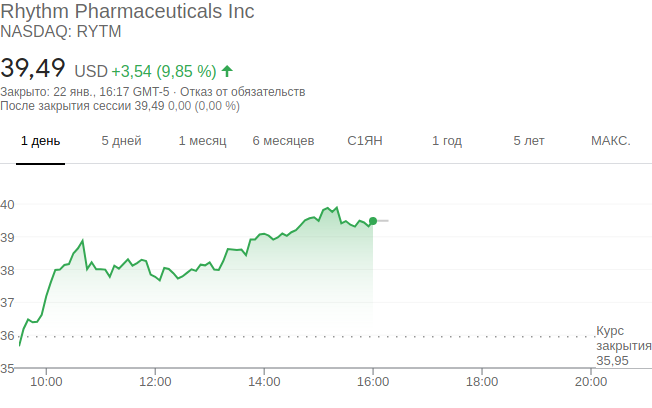 Rhythm Pharmaceuticals Inc
NASDAQ: RYTM
39,49 USD +3,54 (9,85 %)
Закрыто: 22 янв., 16:17 GMT-5 · Отказ от обязательств
После закрытия сессии 39,49 0,00 (0,00 %)
1 день 5 дней 1 месяц 6 месяцев С1ЯН 1 год 5 лет МАКС.
40
39
38
37
36
35
Курс
закрытия
35,95
10:00 12:00 14:00 16:00 18:00 20:00